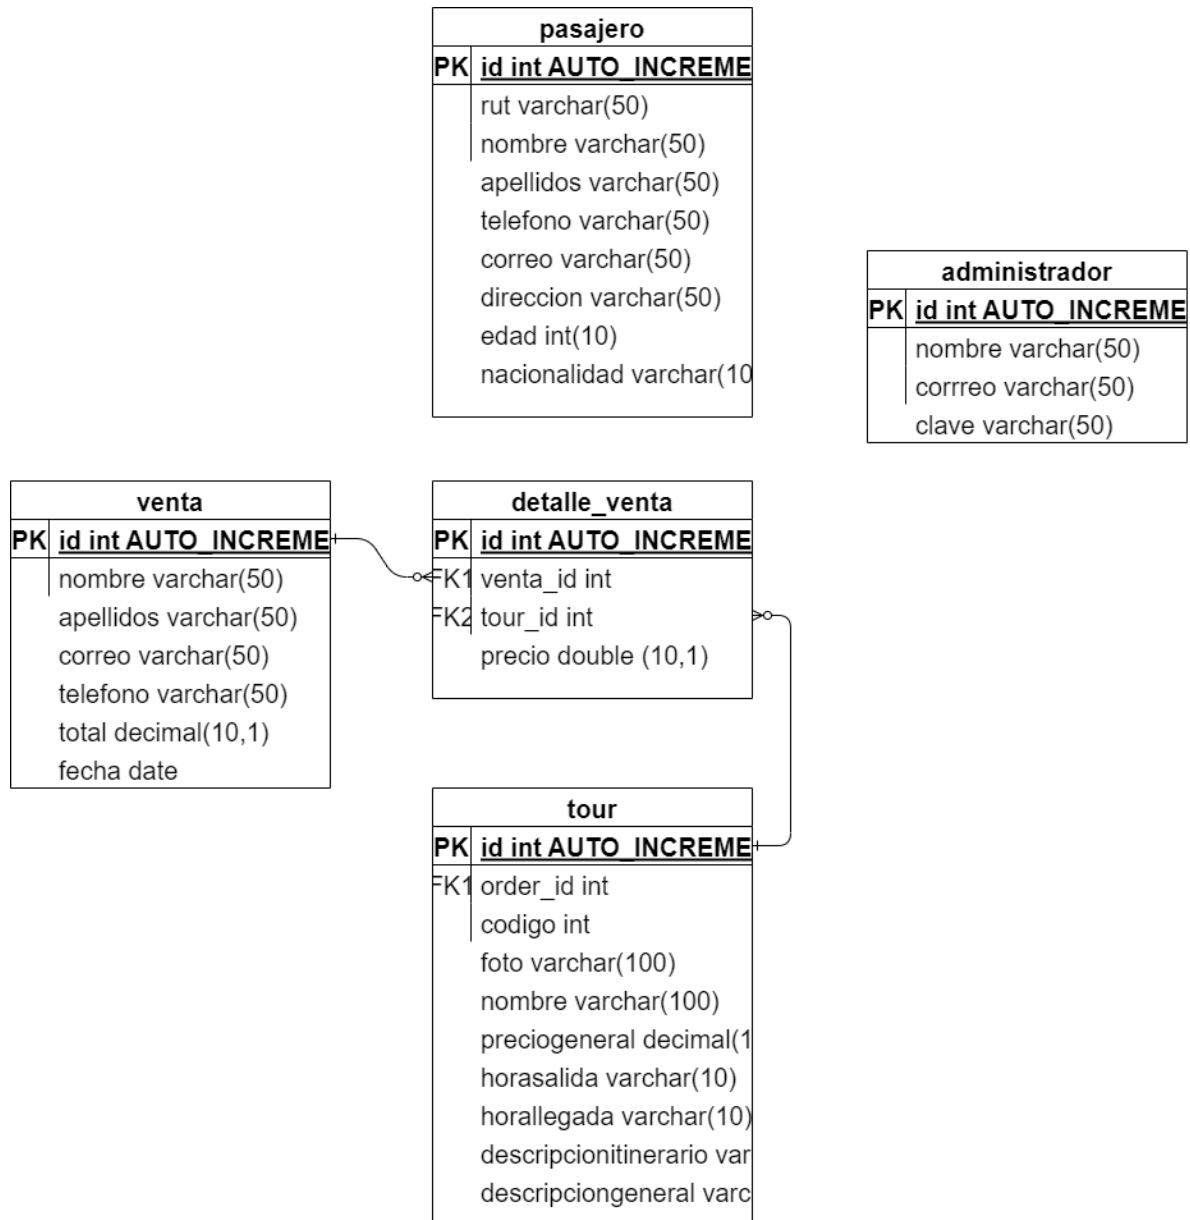 pasajero
PK id int AUTO_INCREME
rut varchar(50)
nombre varchar(50)
apellidos varchar(50)
telefono varchar(50)
correo varchar(50)
direccion varchar(50)
edad int(10)
nacionalidad varchar(10
administrador
PK id int AUTO_INCREME
nombre varchar(50)
corrreo varchar(50)
clave varchar(50)
venta
PK id int AUTO_INCREME
nombre varchar(50)
apellidos varchar(50)
correo varchar(50)
telefono varchar(50)
total decimal(10,1)
fecha date
detalle_venta
PK id int AUTO_INCREME
FK1 venta_id int
FK2 tour_id int
precio double (10,1)
tour
PK id int AUTO_INCREME
FK1 order_id int
codigo int
foto varchar(100)
nombre varchar(100)
preciogeneral decimal(1
horasalida varchar(10)
horallegada varchar(10)
descripcionitinerario var
descripciongeneral varc